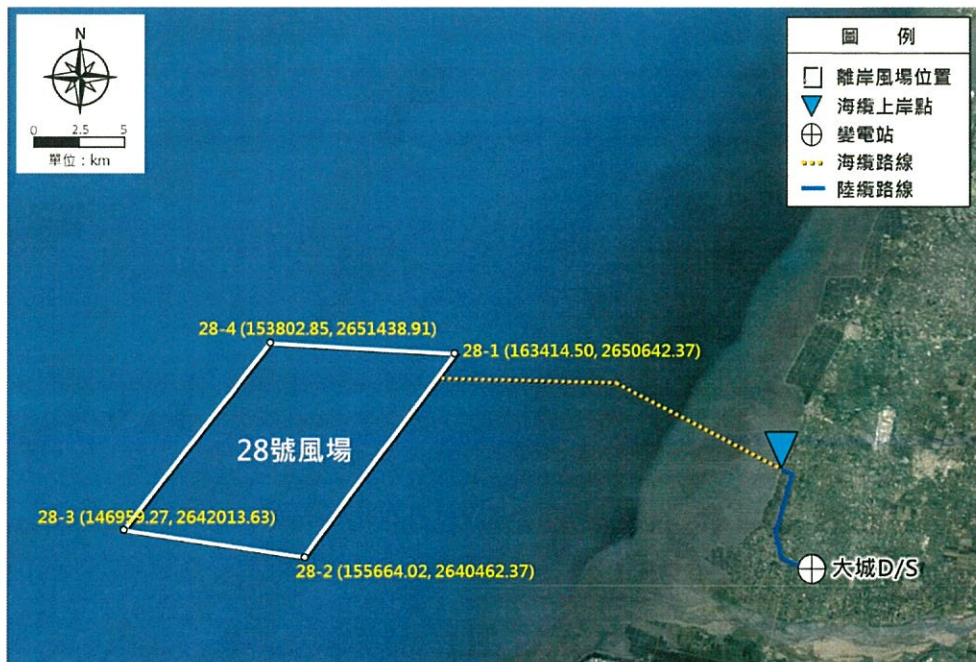 N
0 2.5 5
單位：km
圖 例
離岸風場位置
海纜上岸點
變電站
海纜路線
陸纜路線
28-4 (153802.85, 2651438.91)
28-1 (163414.50, 2650642.37)
28號風場
28-3 (146959.27, 2642013.63)
28-2 (155664.02, 2640462.37)
大城D/S